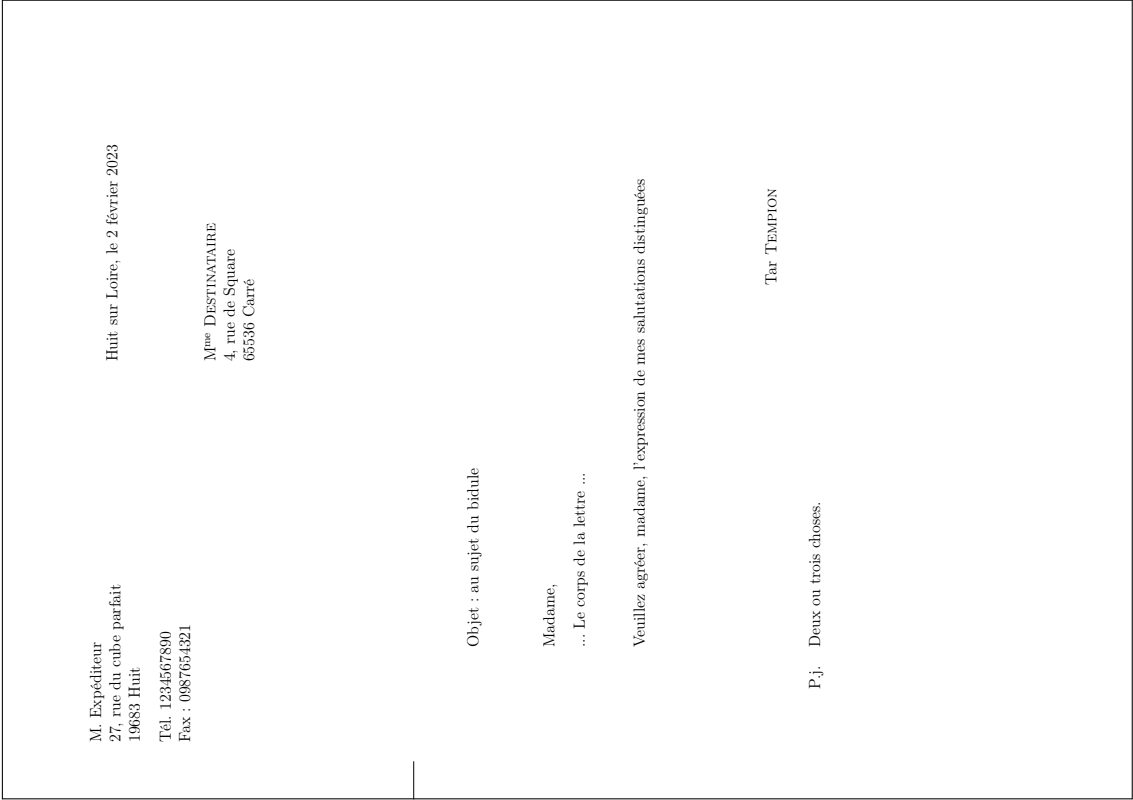 M. Expéditeur
27, rue du cube parfait
19683 Huit
Tél. 1234567890
Fax : 0987654321
Huit sur Loire, le 2 février 2023
Mme DESTINATAIRE
4, rue de Square
65536 Carré
Objet : au sujet du bidule
Madame,
... Le corps de la lettre ...
Veuillez agréer, madame, l'expression de mes salutations distinguées
Tar TEMPION
P.j. Deux ou trois choses.